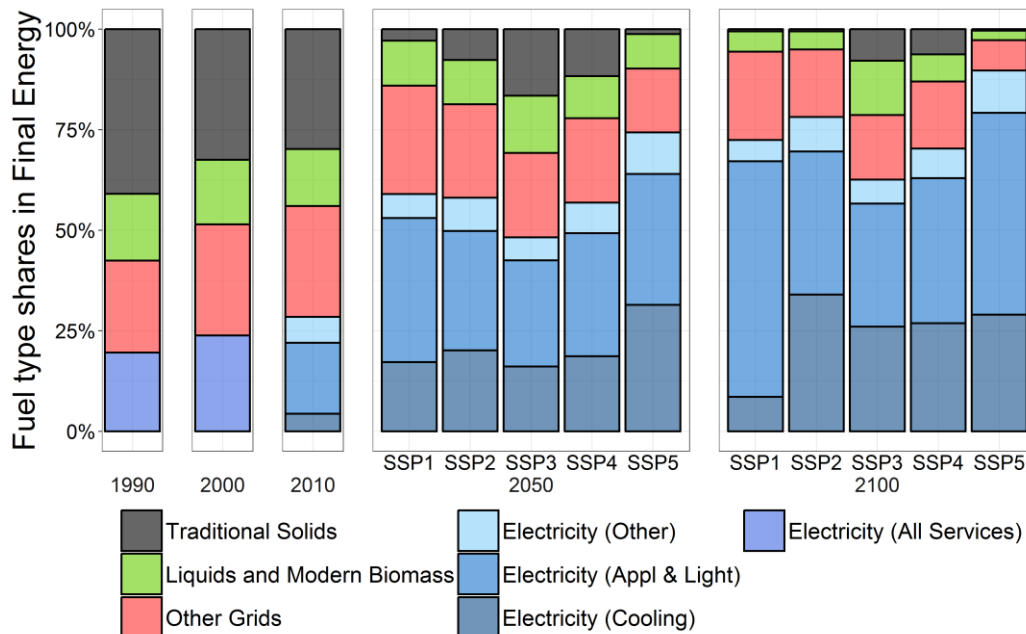 Fuel type shares in Final Energy
100%
75%
50%
25%
0%
SSP1 SSP2 SSP3 SSP4 SSP5 SSP1 SSP2 SSP3 SSP4 SSP5
1990 2000 2010 2050 2100
Traditional Solids Electricity (Other) Electricity (All Services)
Liquids and Modern Biomass Electricity (Appl & Light)
Other Grids Electricity (Cooling)